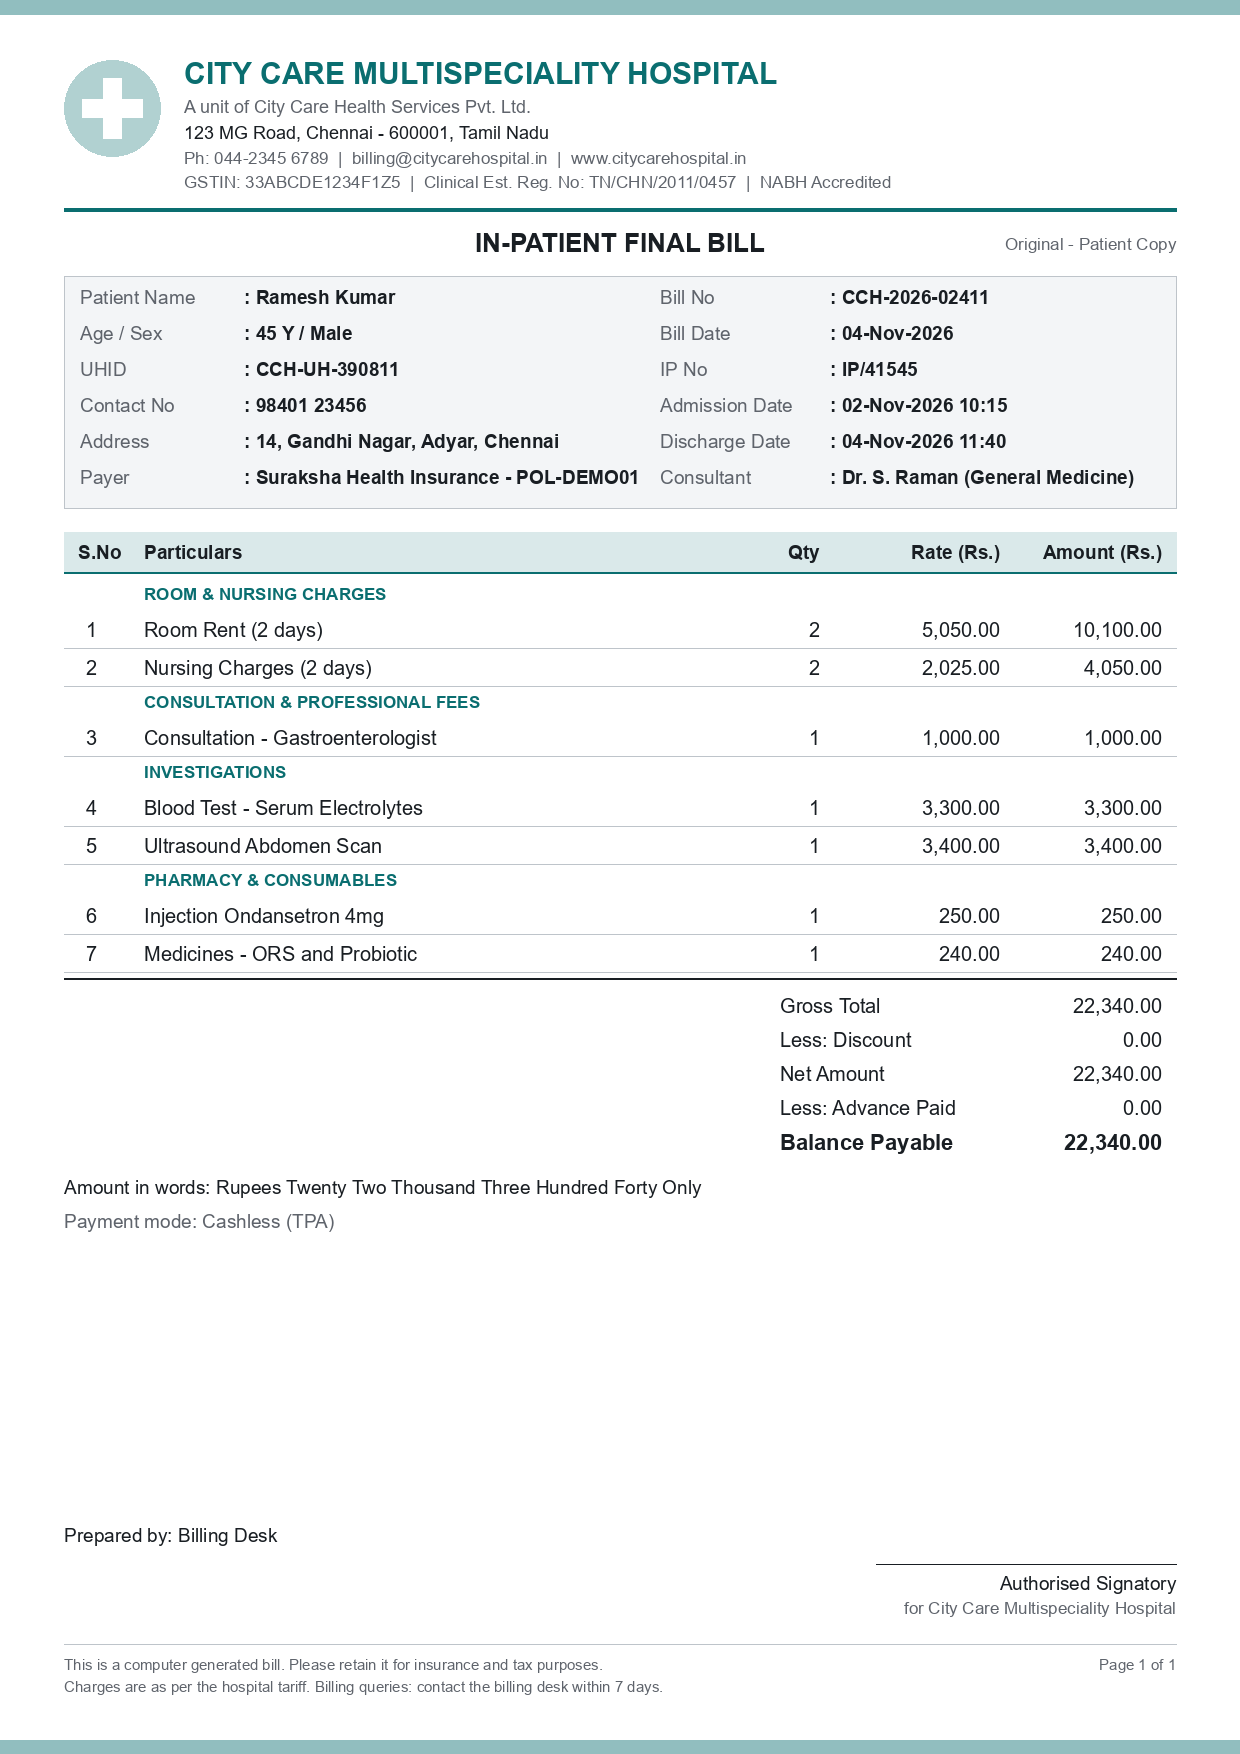 CITY CARE MULTISPECIALITY HOSPITAL
A unit of City Care Health Services Pvt. Ltd.
123 MG Road, Chennai - 600001, Tamil Nadu
Ph: 044-2345 6789 | billing@citycarehospital.in | www.citycarehospital.in
GSTIN: 33ABCDE1234F1Z5 | Clinical Est. Reg. No: TN/CHN/2011/0457 | NABH Accredited
IN-PATIENT FINAL BILL Original - Patient Copy
Patient Name : Ramesh Kumar Bill No : CCH-2026-02411
Age / Sex : 45 Y / Male Bill Date : 04-Nov-2026
UHID : CCH-UH-390811 IP No : IP/41545
Contact No : 98401 23456 Admission Date : 02-Nov-2026 10:15
Address : 14, Gandhi Nagar, Adyar, Chennai Discharge Date : 04-Nov-2026 11:40
Payer : Suraksha Health Insurance - POL-DEMO01 Consultant : Dr. S. Raman (General Medicine)
S.No Particulars Qty Rate (Rs.) Amount (Rs.)
ROOM & NURSING CHARGES
1 Room Rent (2 days) 2 5,050.00 10,100.00
2 Nursing Charges (2 days) 2 2,025.00 4,050.00
CONSULTATION & PROFESSIONAL FEES
3 Consultation - Gastroenterologist 1 1,000.00 1,000.00
INVESTIGATIONS
4 Blood Test - Serum Electrolytes 1 3,300.00 3,300.00
5 Ultrasound Abdomen Scan 1 3,400.00 3,400.00
PHARMACY & CONSUMABLES
6 Injection Ondansetron 4mg 1 250.00 250.00
7 Medicines - ORS and Probiotic 1 240.00 240.00
Gross Total 22,340.00
Less: Discount 0.00
Net Amount 22,340.00
Less: Advance Paid 0.00
Balance Payable 22,340.00
Amount in words: Rupees Twenty Two Thousand Three Hundred Forty Only
Payment mode: Cashless (TPA)
Prepared by: Billing Desk
Authorised Signatory
for City Care Multispeciality Hospital
This is a computer generated bill. Please retain it for insurance and tax purposes. Page 1 of 1
Charges are as per the hospital tariff. Billing queries: contact the billing desk within 7 days.